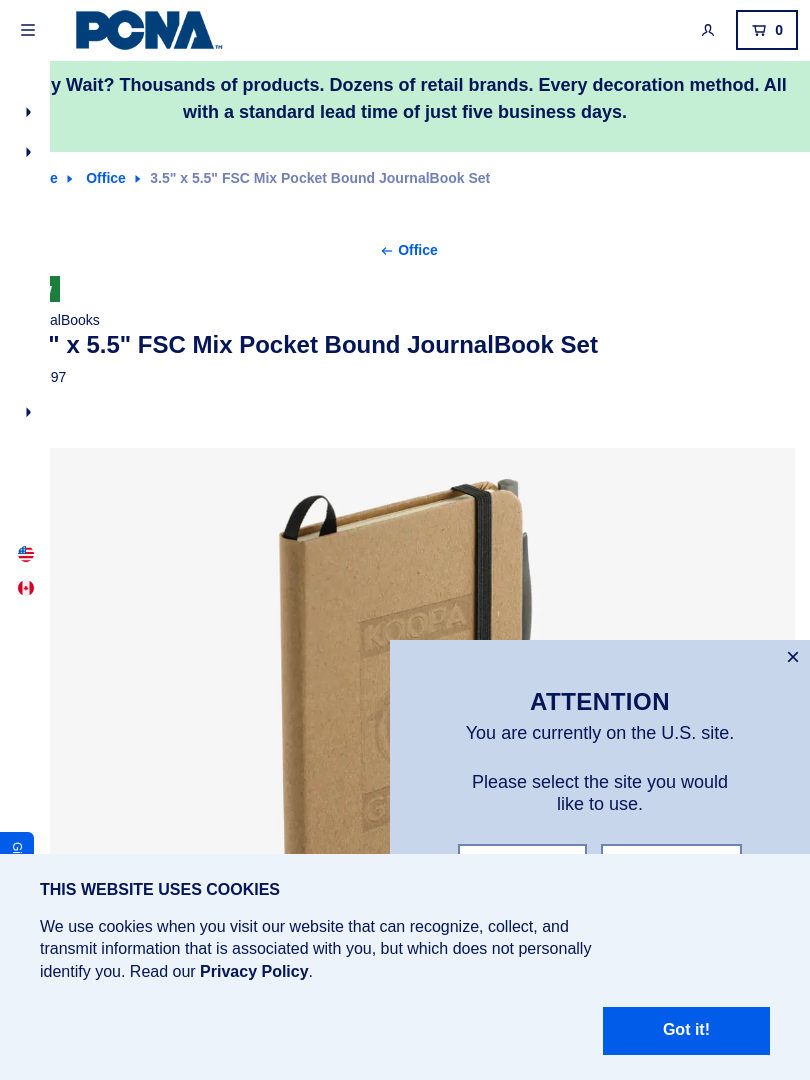 PCNA TM
0
y Wait? Thousands of products. Dozens of retail brands. Every decoration method. All
with a standard lead time of just five business days.
e Office 3.5" x 5.5" FSC Mix Pocket Bound JournalBook Set
Office
alBooks
" x 5.5" FSC Mix Pocket Bound JournalBook Set
97
KOOPA
ATTENTION
You are currently on the U.S. site.
Please select the site you would
like to use.
THIS WEBSITE USES COOKIES
We use cookies when you visit our website that can recognize, collect, and
transmit information that is associated with you, but which does not personally
identify you. Read our Privacy Policy.
Got it!